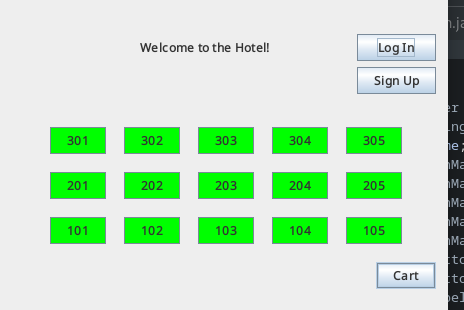 Welcome to the Hotel!
Log In
Sign Up
301 302 303 304 305
201 202 203 204 205
101 102 103 104 105
Cart